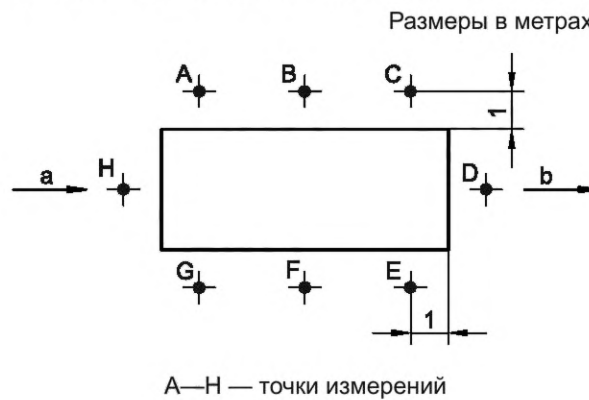 Размеры в метрах
A B C
1
a H D b
G F E
1
A—H — точки измерений